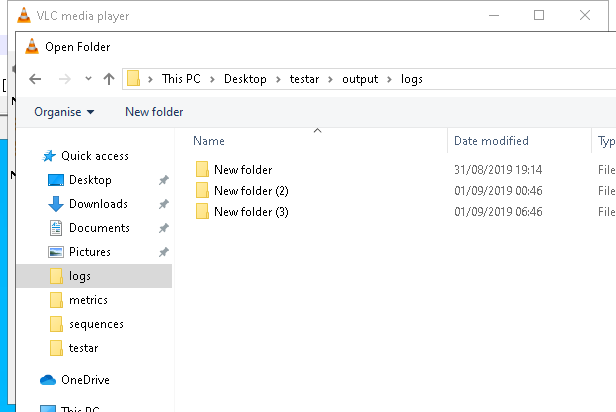 VLC media player
Open Folder
This PC > Desktop > testar > output > logs
Organise New folder
Name Date modified Typ
Quick access
Desktop
Downloads
Documents
Pictures
logs
metrics
sequences
testar
OneDrive
This PC
New folder 31/08/2019 19:14 File
New folder (2) 01/09/2019 00:46 File
New folder (3) 01/09/2019 06:46 File